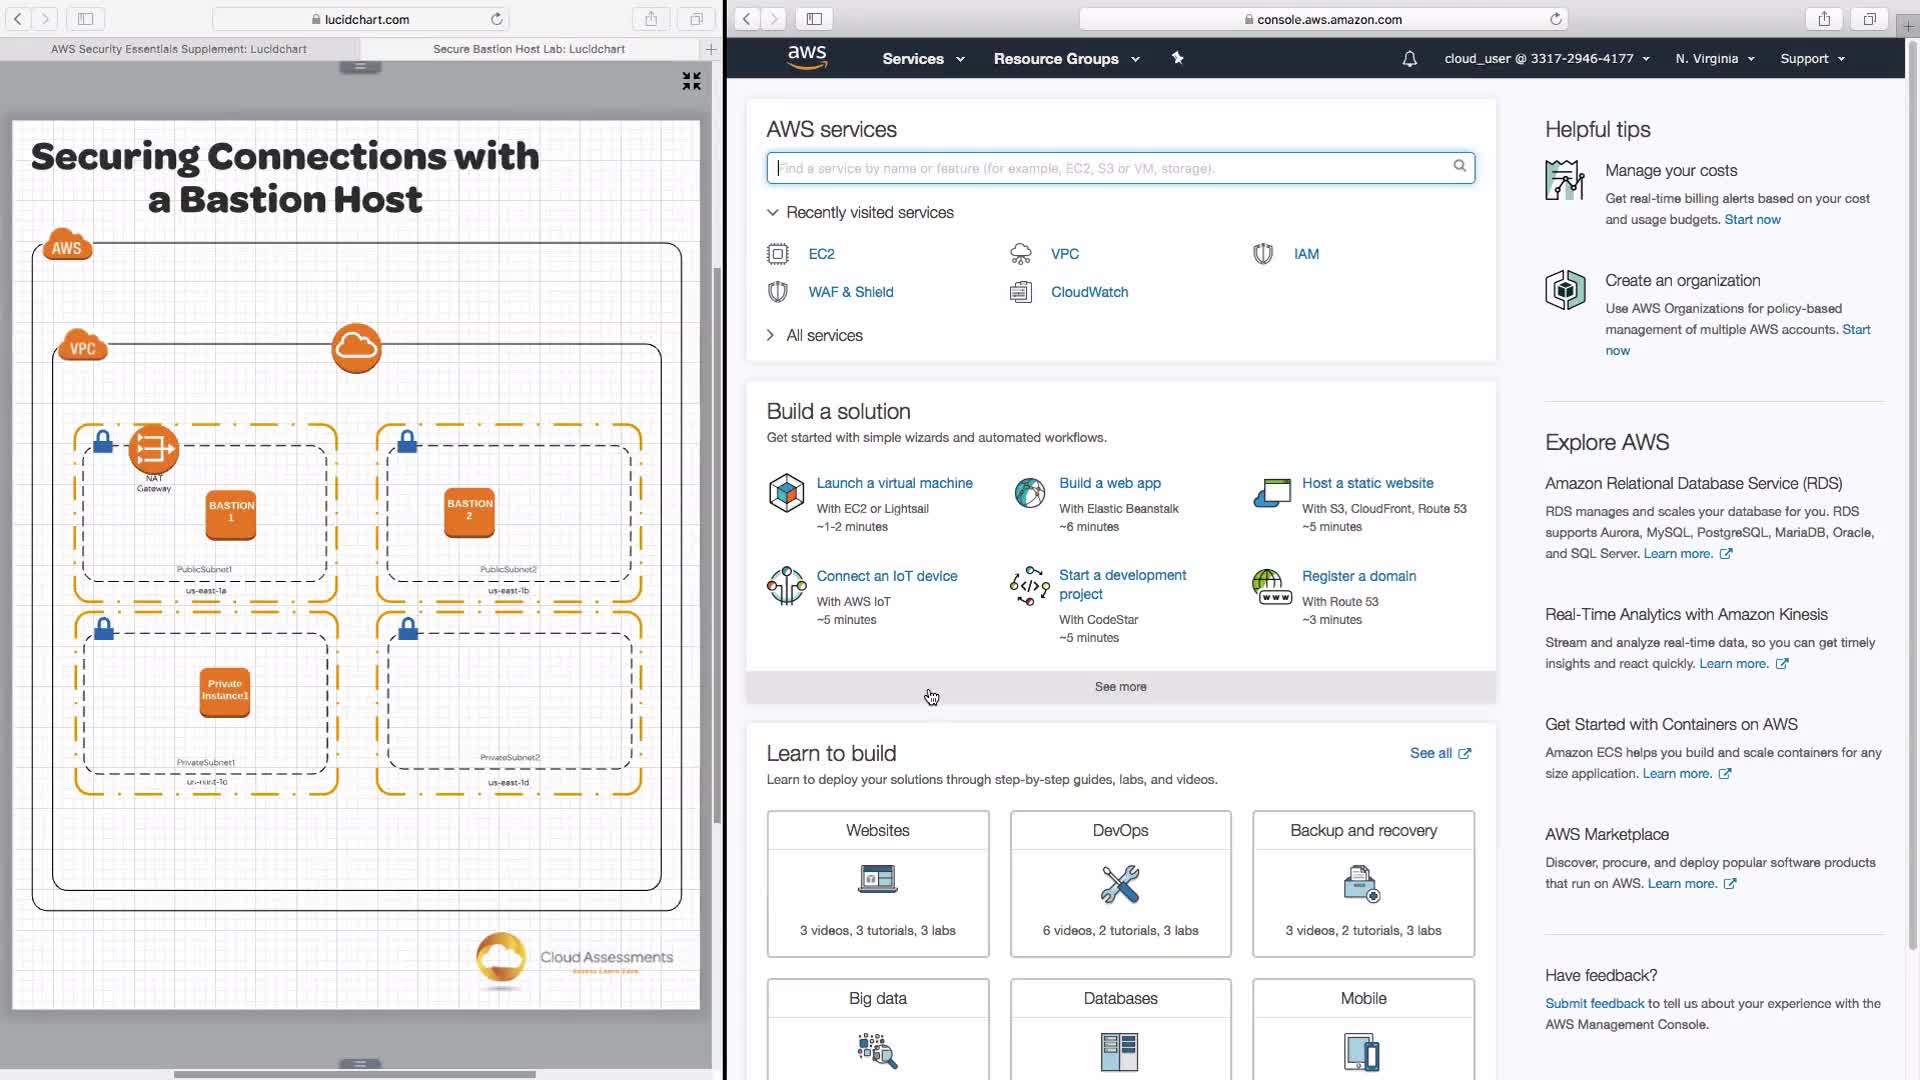 lucidchart.com
AWS Security Essentials Supplement: Lucidchart
Secure Bastion Host Lab: Lucidchart
Securing Connections with
a Bastion Host
AWS
VPC
NAT
Gateway
BASTION
1
PublicSubnet1
us-east-1a
BASTION
2
PublicSubnet2
us-east-1b
Private
Instance1
PrivateSubnet1
PrivateSubnet2
us-east-1d
Cloud Assessments
console.aws.amazon.com
aws
Services
Resource Groups
cloud_user @ 3317-2946-4177
N. Virginia
Support
AWS services
Find a service by name or feature (for example, EC2, S3 or VM, storage).
Recently visited services
EC2
VPC
IAM
WAF & Shield
CloudWatch
All services
Build a solution
Get started with simple wizards and automated workflows.
Launch a virtual machine
With EC2 or Lightsail
~1-2 minutes
Build a web app
With Elastic Beanstalk
~6 minutes
Host a static website
With S3, CloudFront, Route 53
~5 minutes
Connect an IoT device
With AWS IoT
~5 minutes
Start a development
project
With CodeStar
~5 minutes
Register a domain
With Route 53
~3 minutes
WWW
See more
Learn to build
See all
Learn to deploy your solutions through step-by-step guides, labs, and videos.
Websites
3 videos, 3 tutorials, 3 labs
DevOps
6 videos, 2 tutorials, 3 labs
Backup and recovery
3 videos, 2 tutorials, 3 labs
Big data
Databases
Mobile
Helpful tips
Manage your costs
Get real-time billing alerts based on your cost
and usage budgets. Start now
Create an organization
Use AWS Organizations for policy-based
management of multiple AWS accounts. Start
now
Explore AWS
Amazon Relational Database Service (RDS)
RDS manages and scales your database for you. RDS
supports Aurora, MySQL, PostgreSQL, MariaDB, Oracle,
and SQL Server. Learn more.
Real-Time Analytics with Amazon Kinesis
Stream and analyze real-time data, so you can get timely
insights and react quickly. Learn more.
Get Started with Containers on AWS
Amazon ECS helps you build and scale containers for any
size application. Learn more.
AWS Marketplace
Discover, procure, and deploy popular software products
that run on AWS. Learn more.
Have feedback?
Submit feedback to tell us about your experience with the
AWS Management Console.